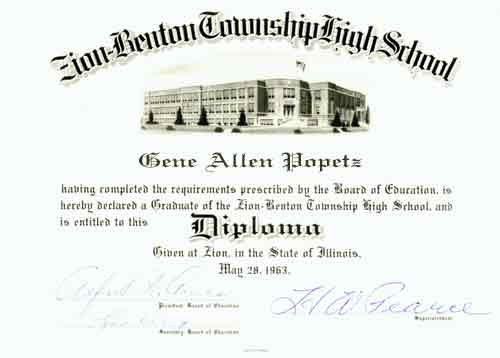 Zion-Benton Township High School
Gene Allen Popetz
having completed the requirements prescribed by the Board of Education, is
hereby declared a Graduate of the Zion-Benton Township High School, and
is entitled to this Diploma
Given at Zion, in the State of Illinois,
May 28, 1963.
President Board of Education
H W Pearce
Superintendent
Secretary Board of Education